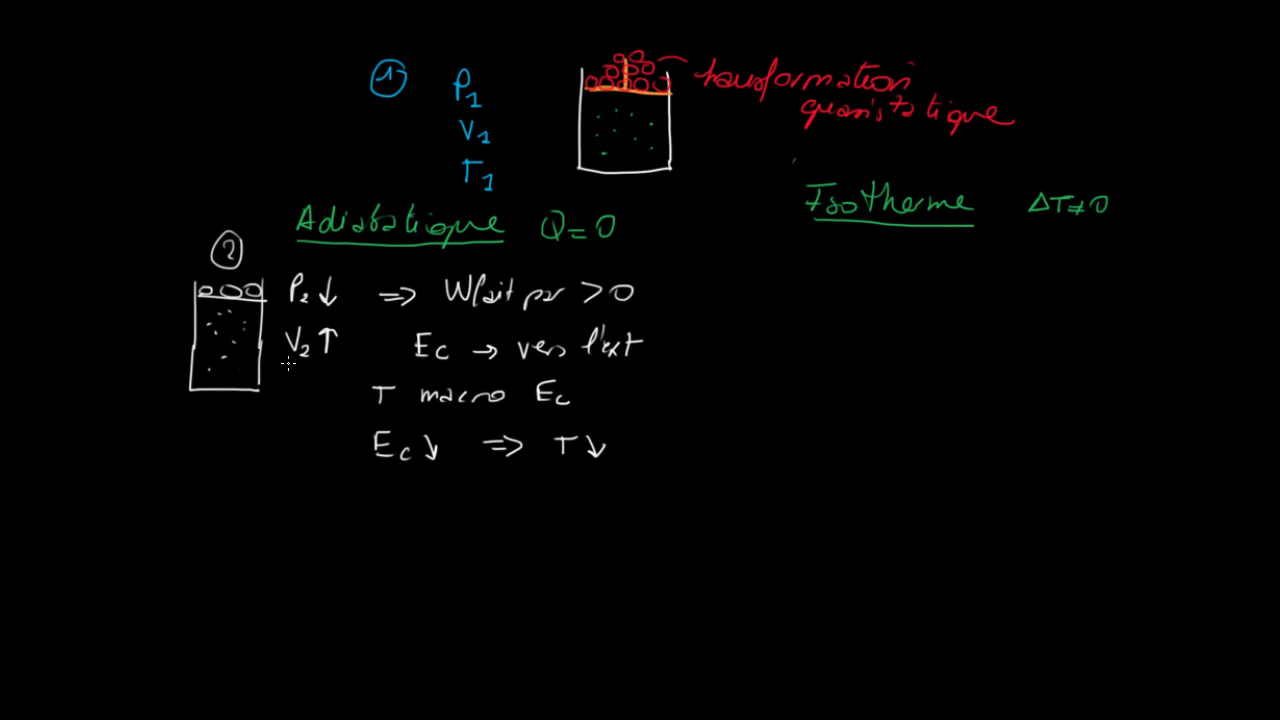 ①
P1
V1
T1
transformation
quasistatique
Adiabatique Q=0
Isotherme ΔT≠0
②
P2↓ => Wfait par >0
V2↑ Ec → vers l'ext
T macro Ec
Ec↓ => T↓